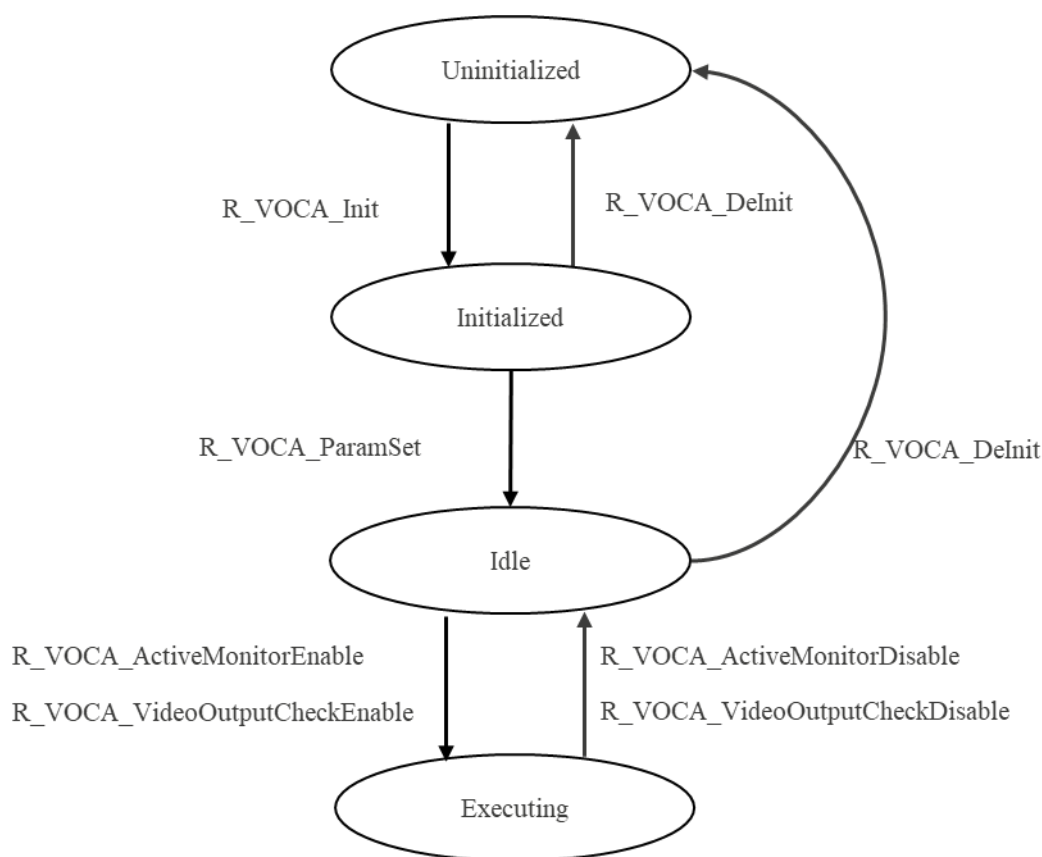 Uninitialized
R_VOCA_Init
R_VOCA_DeInit
Initialized
R_VOCA_ParamSet
R_VOCA_DeInit
Idle
R_VOCA_ActiveMonitorEnable
R_VOCA_VideoOutputCheckEnable
R_VOCA_ActiveMonitorDisable
R_VOCA_VideoOutputCheckDisable
Executing